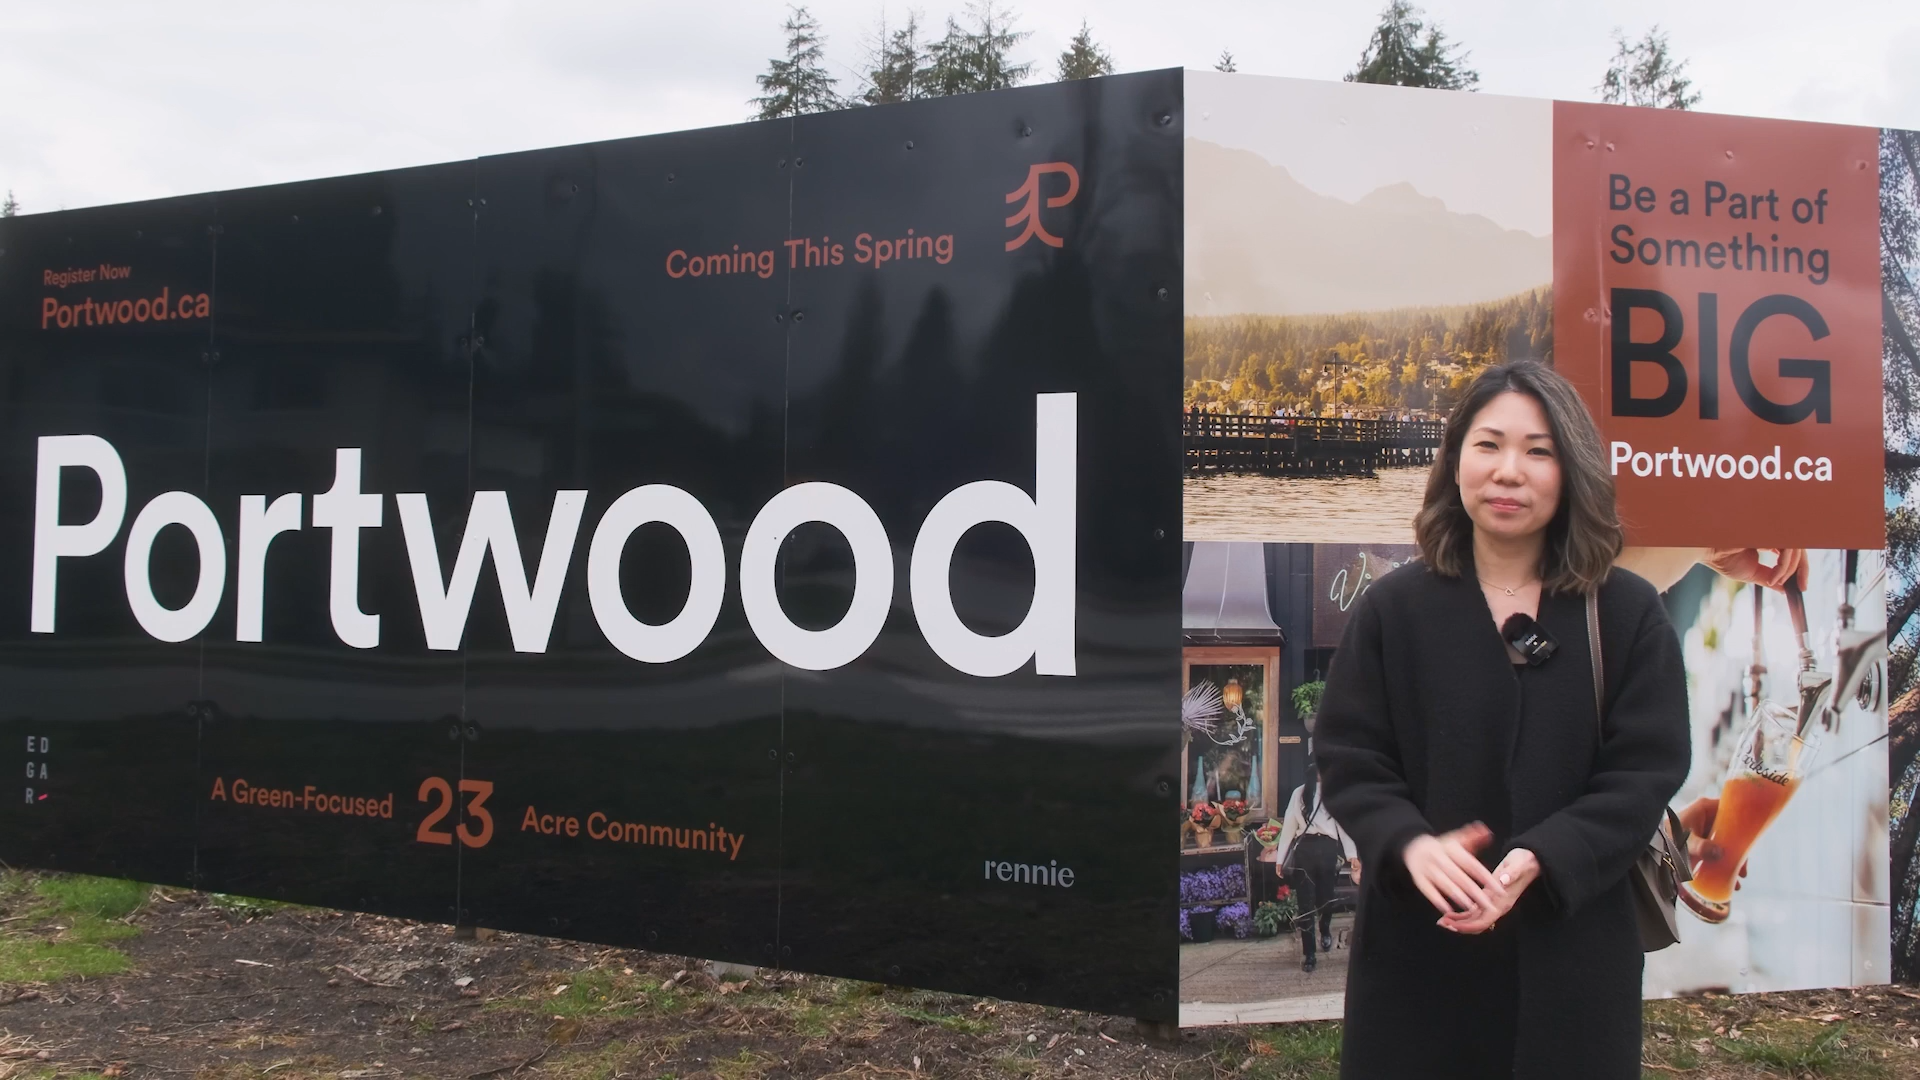 Register Now
Portwood.ca
Coming This Spring
Portwood
ED
GA
R
A Green-Focused 23 Acre Community
rennie
Be a Part of
Something
BIG
Portwood.ca